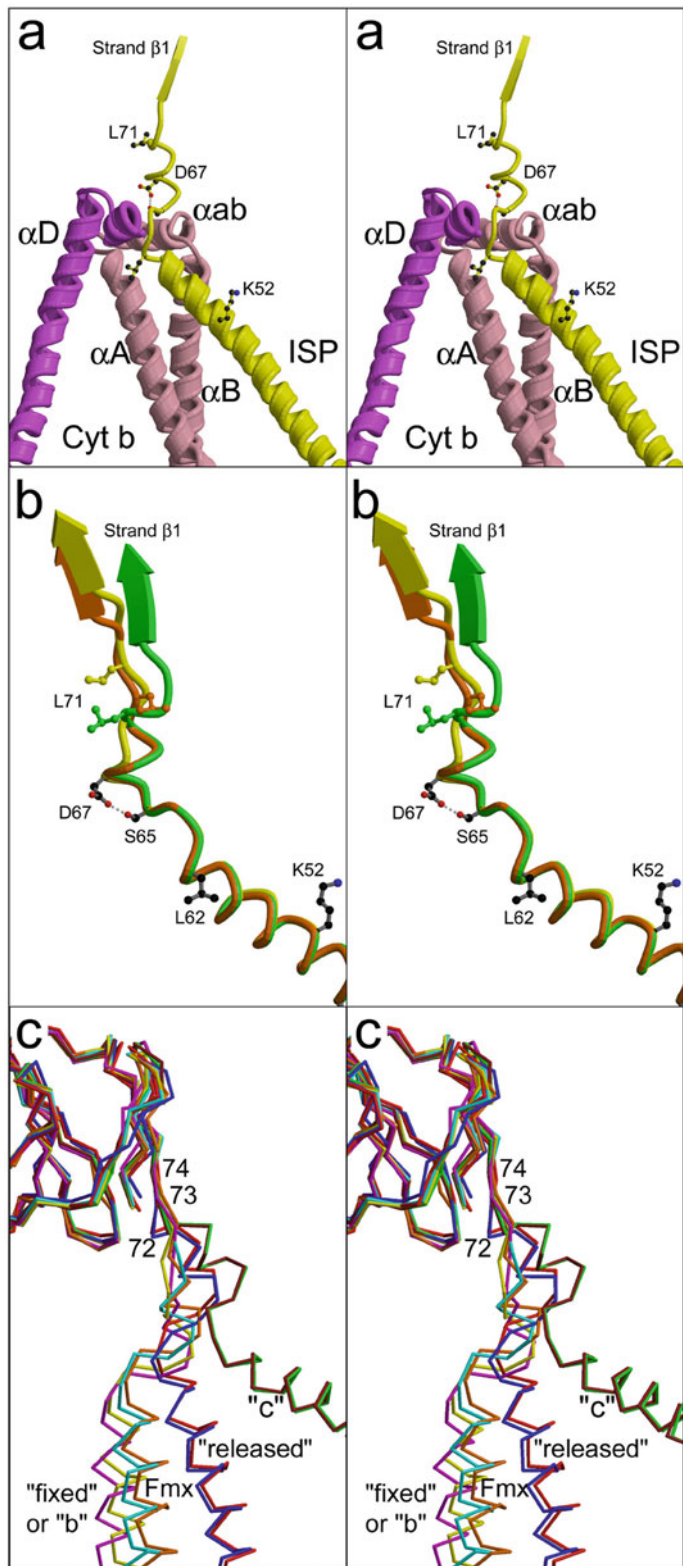 a
Strand β1
L71
D67
αD
αab
K52
αA
ISP
αB
Cyt b
a
Strand β1
L71
D67
αD
αab
K52
αA
ISP
αB
Cyt b
b
Strand β1
L71
D67
S65
K52
L62
b
Strand β1
L71
D67
S65
K52
L62
c
74
73
72
"c"
"released"
"fixed" Fmx
or "b"
c
74
73
72
"c"
"released"
"fixed" Fmx
or "b"